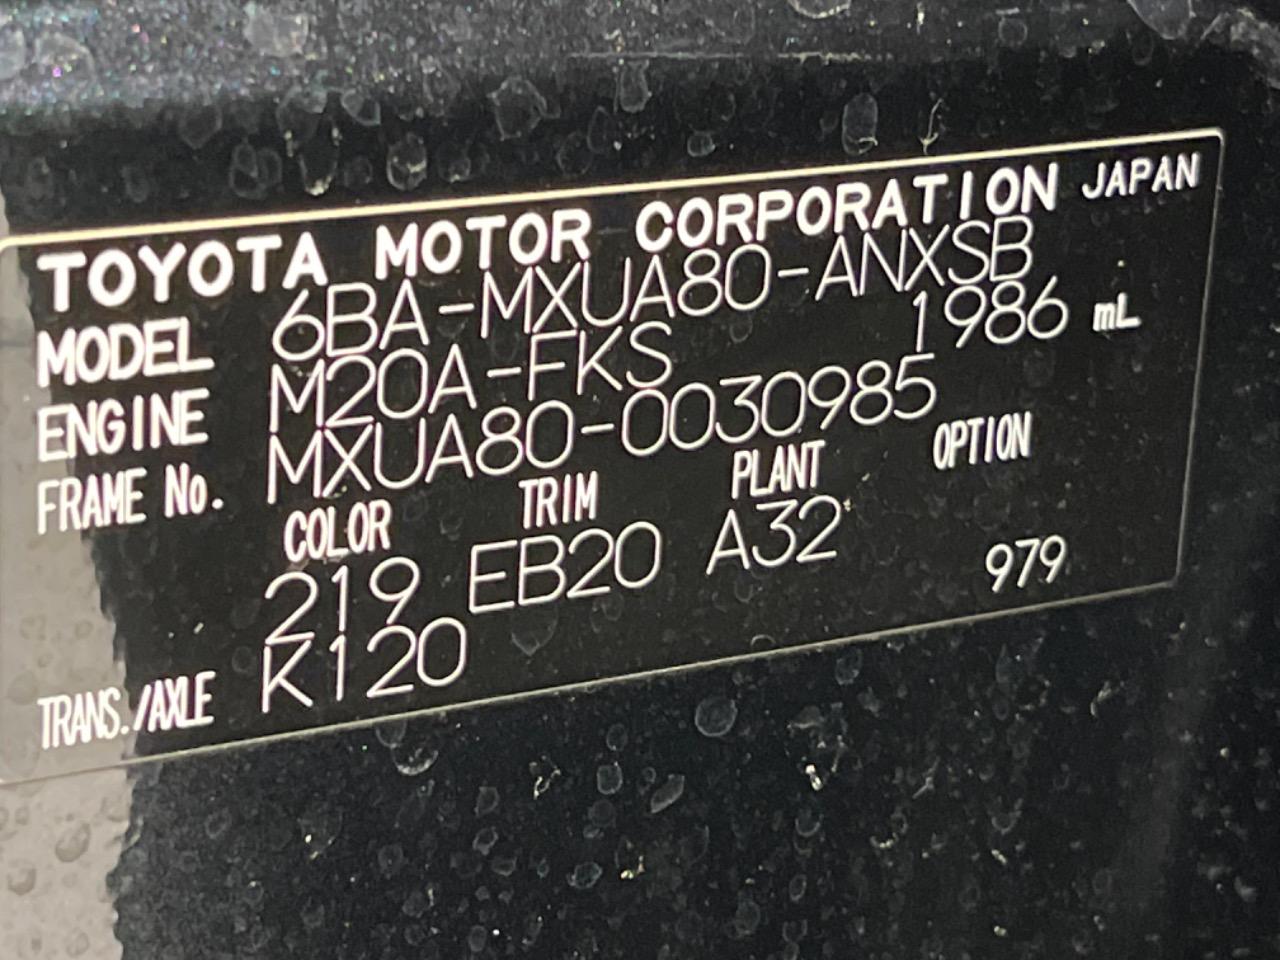 TOYOTA MOTOR CORPORATION JAPAN
MODEL 6BA-MXUA80-ANXSB
ENGINE M20A-FKS 1986 mL
FRAME No. MXUA80-0030985
COLOR TRIM PLANT OPTION
219 EB20 A32 979
TRANS./AXLE K120